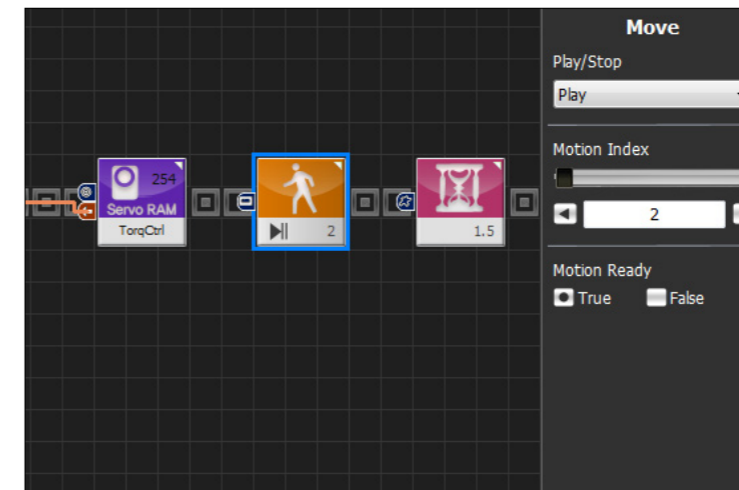 254
Servo RAM
TorqCtrl
2
1.5
Move
Play/Stop
Play
Motion Index
2
Motion Ready
True
False